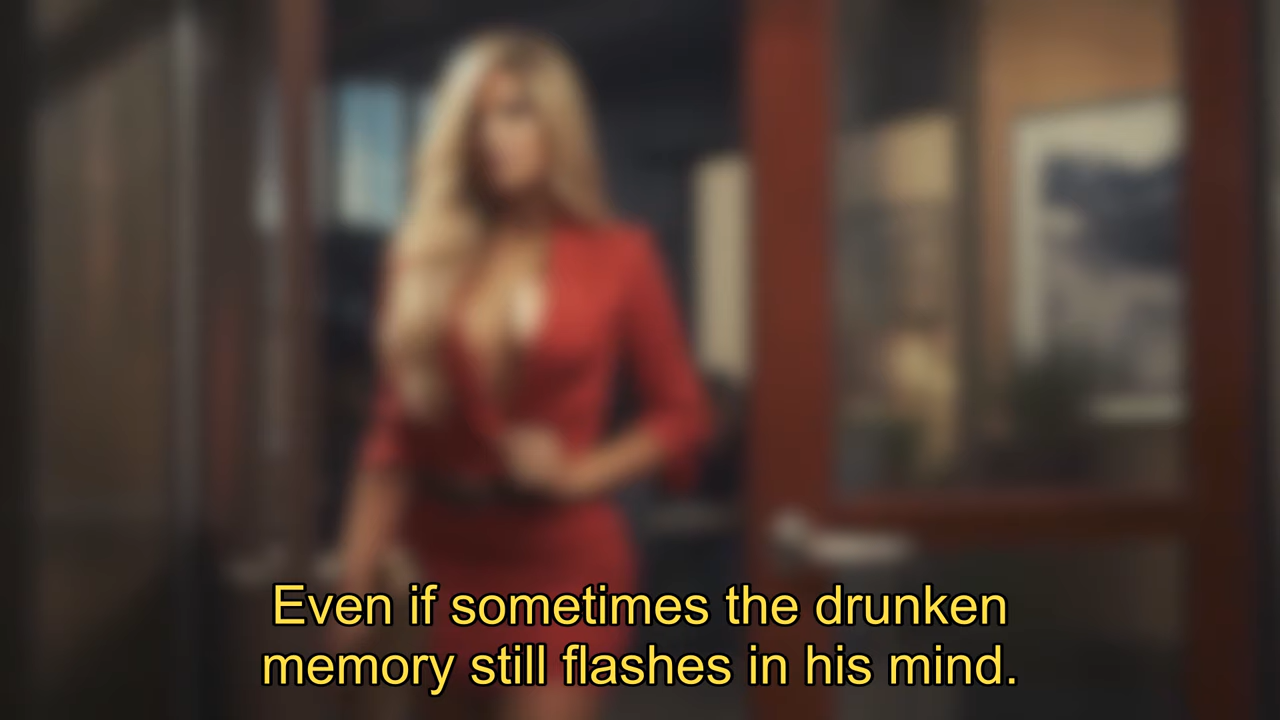 Even if sometimes the drunken
memory still flashes in his mind.